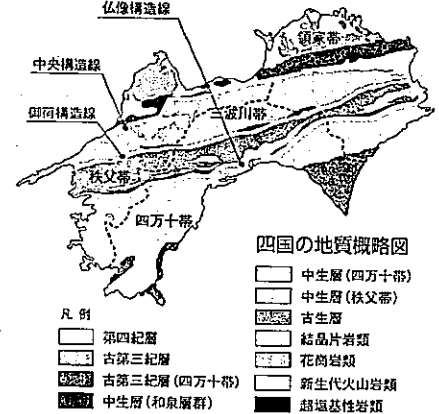 仏像構造線
領家帯
中央構造線
三波川帯
御荷構造線
秩父帯
四万十帯
四国の地質概略図
中生層(四万十帯)
中生層(秩父帯)
古生層
結晶片岩類
花崗岩類
新生代火山岩類
超塩基性岩類
凡例
第四紀層
古第三紀層
古第三紀層(四万十帯)
中生層(和泉層群)